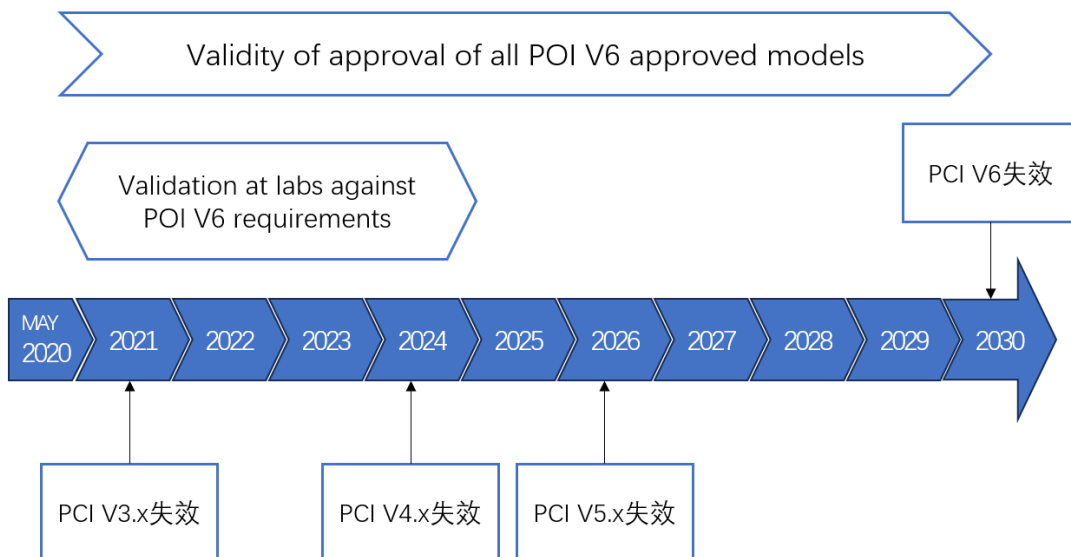 Validity of approval of all POI V6 approved models
Validation at labs against
POI V6 requirements
PCI V6失效
MAY
2020
2021
2022
2023
2024
2025
2026
2027
2028
2029
2030
PCI V3.x失效
PCI V4.x失效
PCI V5.x失效